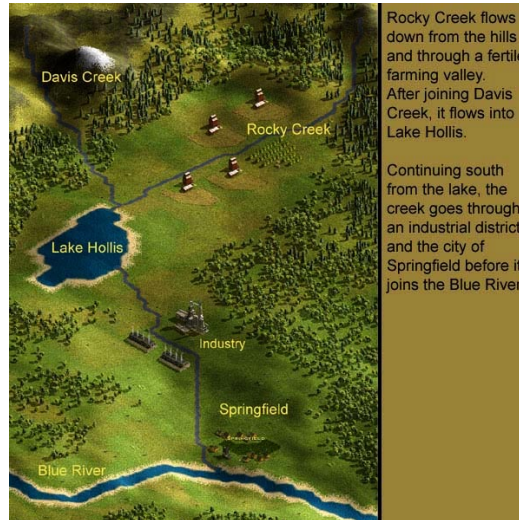 Davis Creek
Rocky Creek
Lake Hollis
Industry
Springfield
Blue River
Rocky Creek flows
down from the hills
and through a fertile
farming valley.
After joining Davis
Creek, it flows into
Lake Hollis.
Continuing south
from the lake, the
creek goes through
an industrial district
and the city of
Springfield before it
joins the Blue River